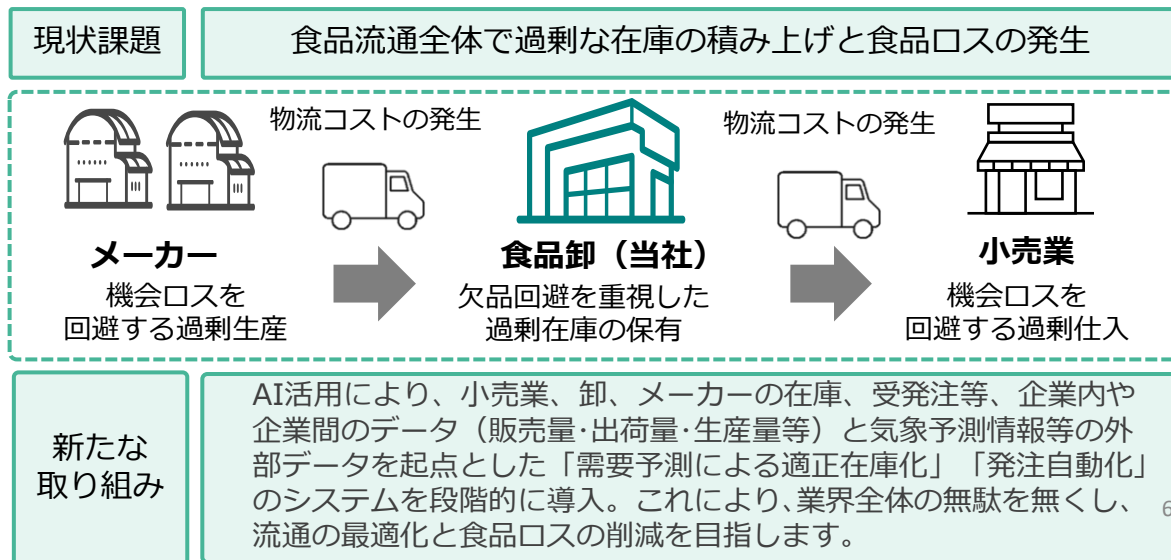 現状課題
食品流通全体で過剰な在庫の積み上げと食品ロスの発生
物流コストの発生
物流コストの発生
メーカー
機会ロスを
回避する過剰生産
食品卸（当社）
欠品回避を重視した
過剰在庫の保有
小売業
機会ロスを
回避する過剰仕入
新たな
取り組み
AI活用により、小売業、卸、メーカーの在庫、受発注等、企業内や
企業間のデータ（販売量･出荷量･生産量等）と気象予測情報等の外
部データを起点とした「需要予測による適正在庫化」「発注自動化」
のシステムを段階的に導入。これにより､業界全体の無駄を無くし、
流通の最適化と食品ロスの削減を目指します。
6